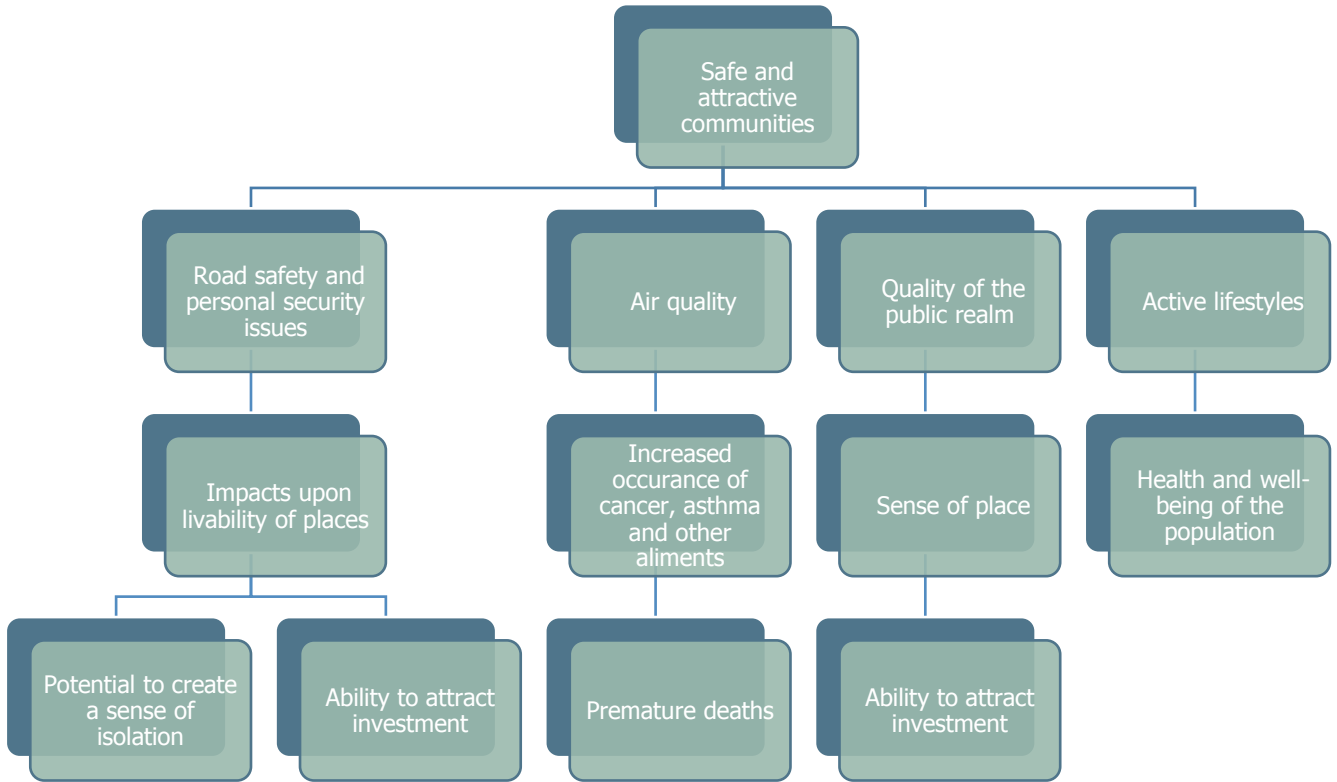 Safe and
attractive
communities
Road safety and
personal security
issues
Air quality
Quality of the
public realm
Active lifestyles
Impacts upon
livability of places
Increased
occurance of
cancer, asthma
and other
aliments
Sense of place
Health and well-
being of the
population
Potential to create
a sense of
isolation
Ability to attract
investment
Premature deaths
Ability to attract
investment